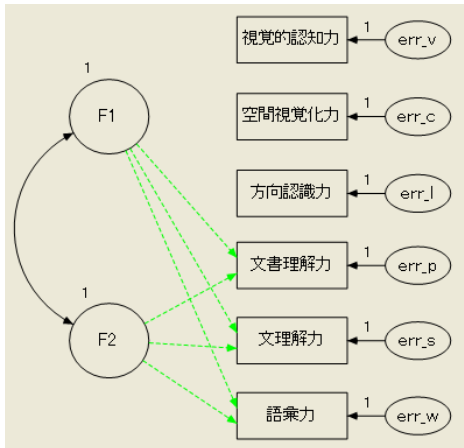 1
視覚的認知力
1
err_v
1
F1
空間視覚化力
1
err_c
方向認識力
1
err_l
文書理解力
1
err_p
1
F2
文理解力
1
err_s
語彙力
1
err_w